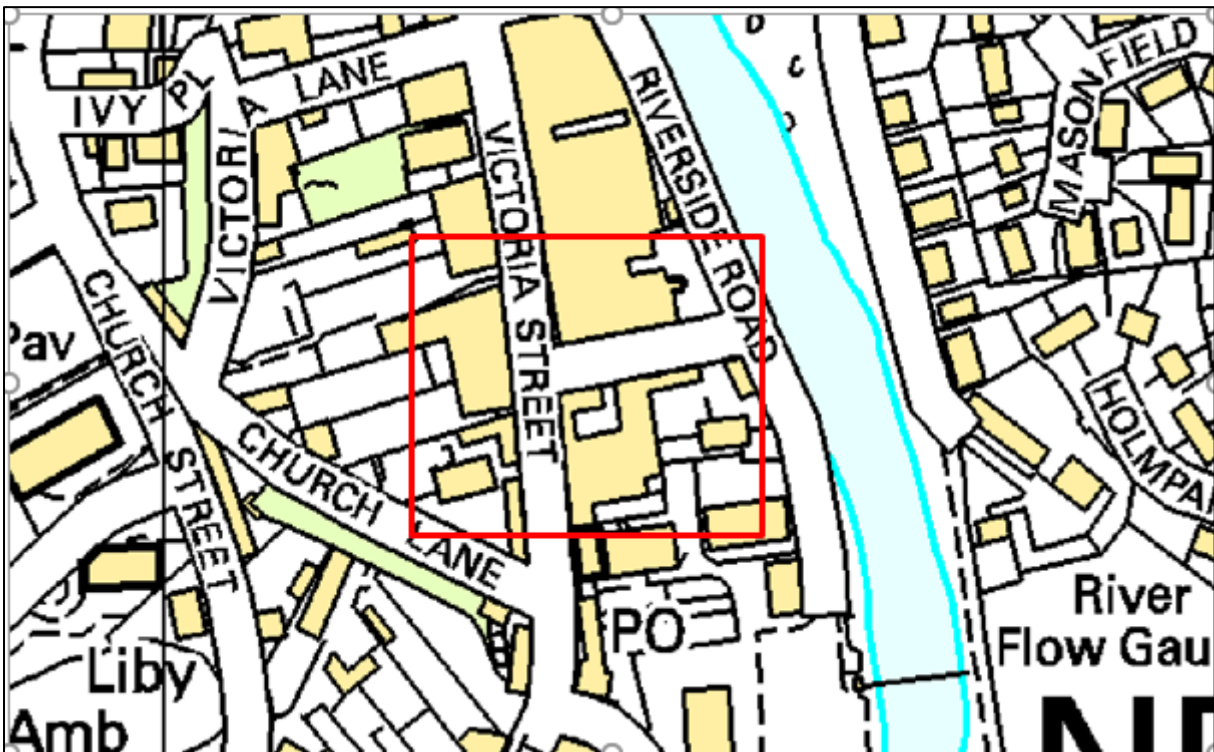 IVY PL
VICTORIA
LANE
VICTORIA STREET
RIVERSIDE ROAD
MASON FIELD
Pav
CHURCH STREET
CHURCH LANE
HOLMPA
PO
River
Flow Gau
Liby
Amb